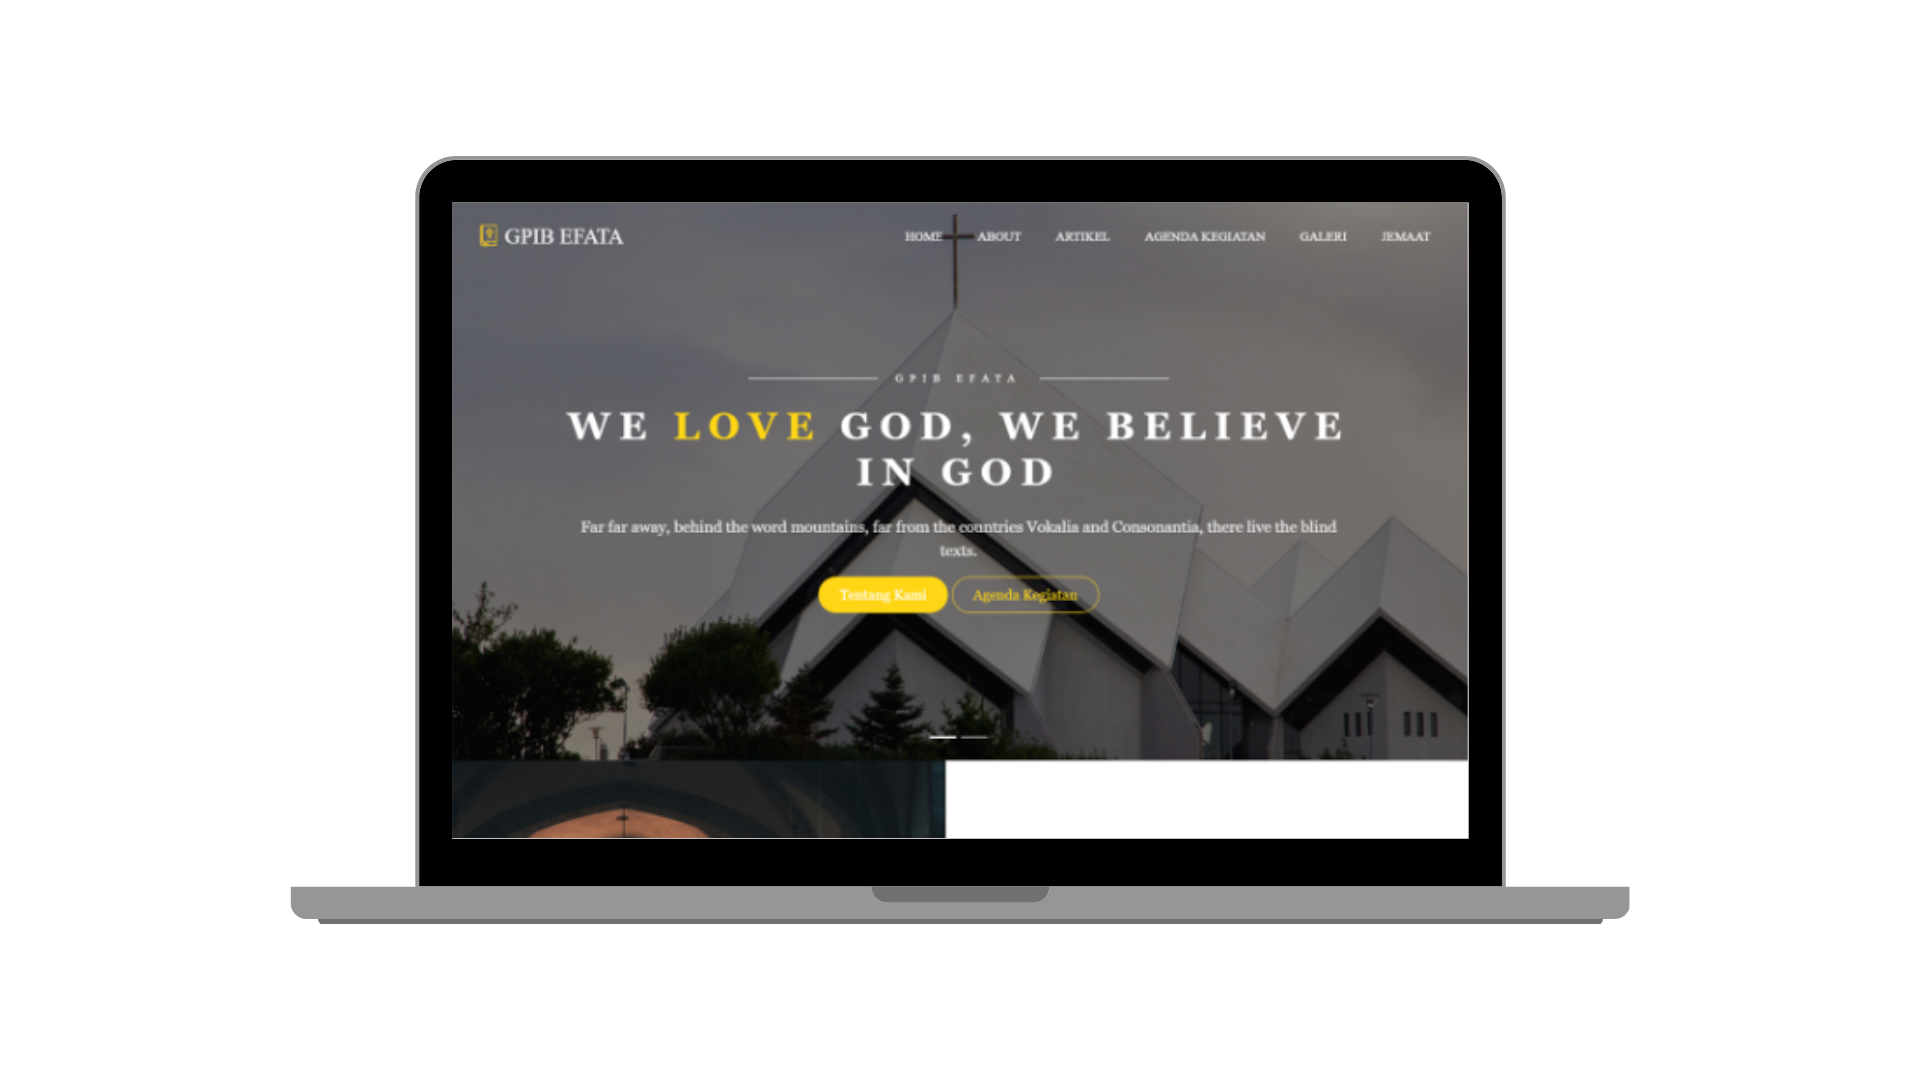 GPIB EFATA
HOME ABOUT ARTIKEL AGENDA KEGIATAN GALERI JEMAAT
GPIB EFATA
WE LOVE GOD, WE BELIEVE
IN GOD
Far far away, behind the word mountains, far from the countries Vokalia and Consonantia, there live the blind
texts.
Tentang Kami Agenda Kegiatan